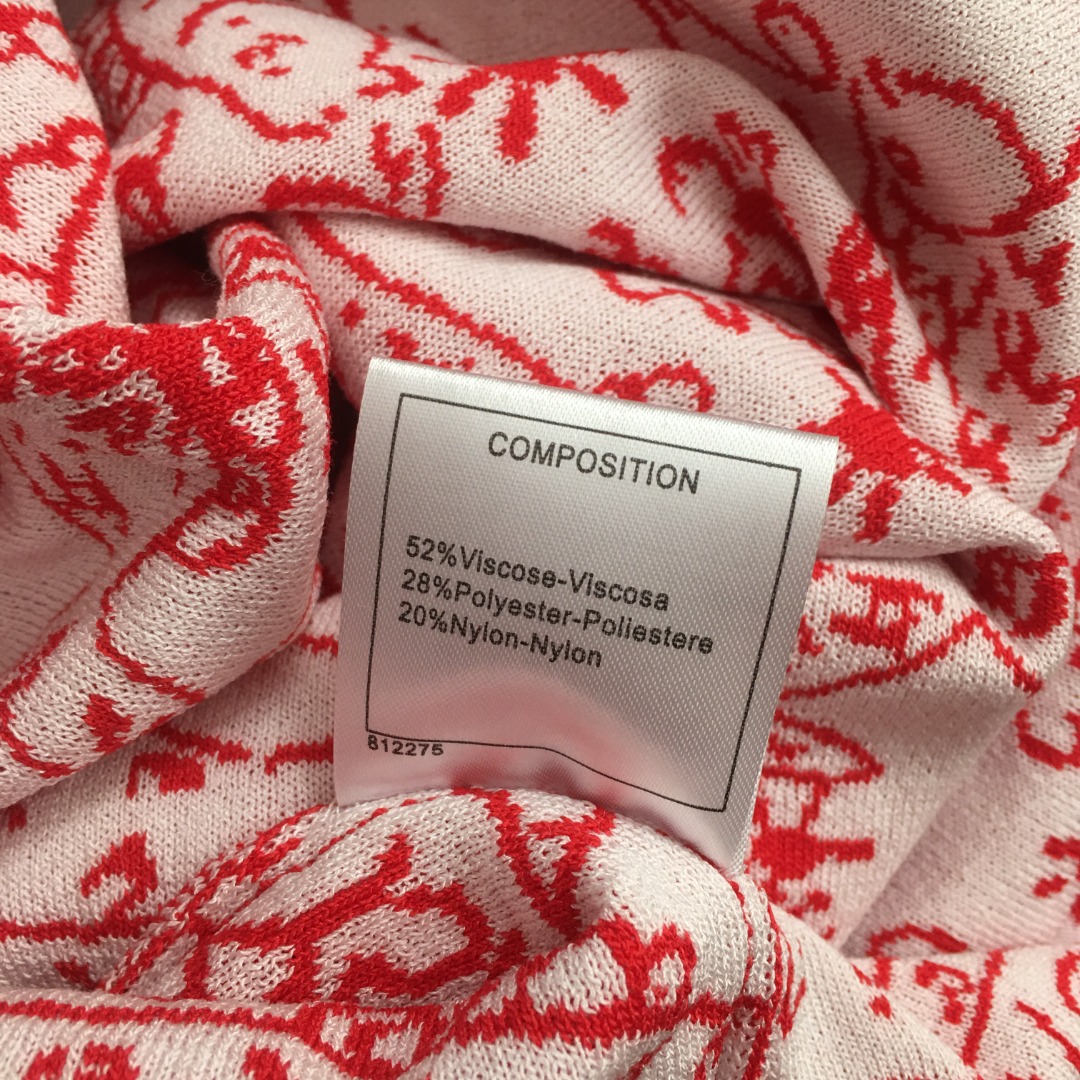 COMPOSITION
52%Viscose-Viscosa
28%Polyester-Poliestere
20%Nylon-Nylon
812275